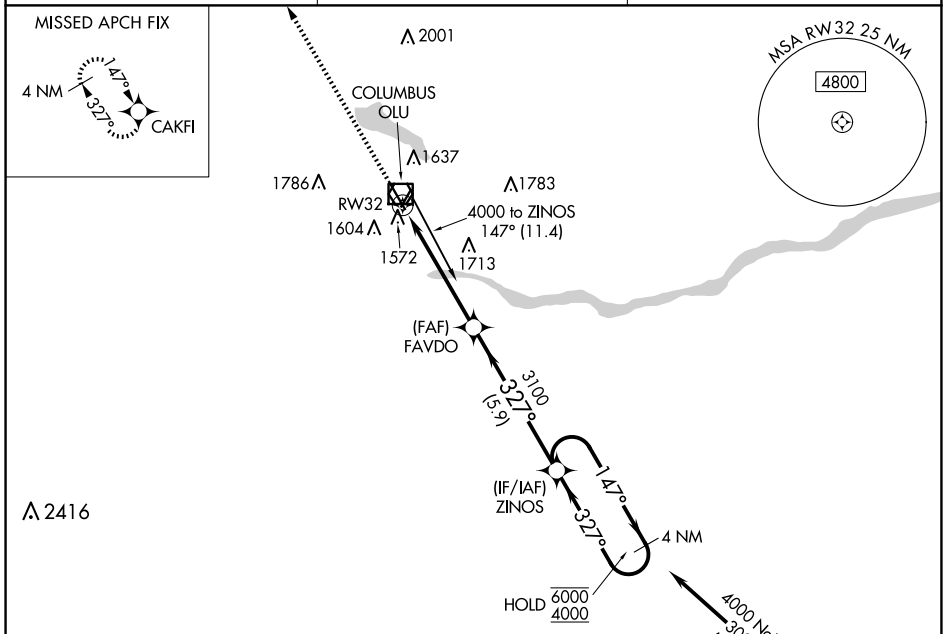 MISSED APCH FIX
4 NM
147°
327°
CAKFI
2001
COLUMBUS
OLU
1637
1786
1783
RW32
1604
1572
4000 to ZINOS
147° (11.4)
1713
MSA RW32 25 NM
4800
(FAF)
FAVDO
3100
327°
(5.9)
(IF/IAF)
ZINOS
147°
327°
4 NM
HOLD 6000
4000
2416
4000